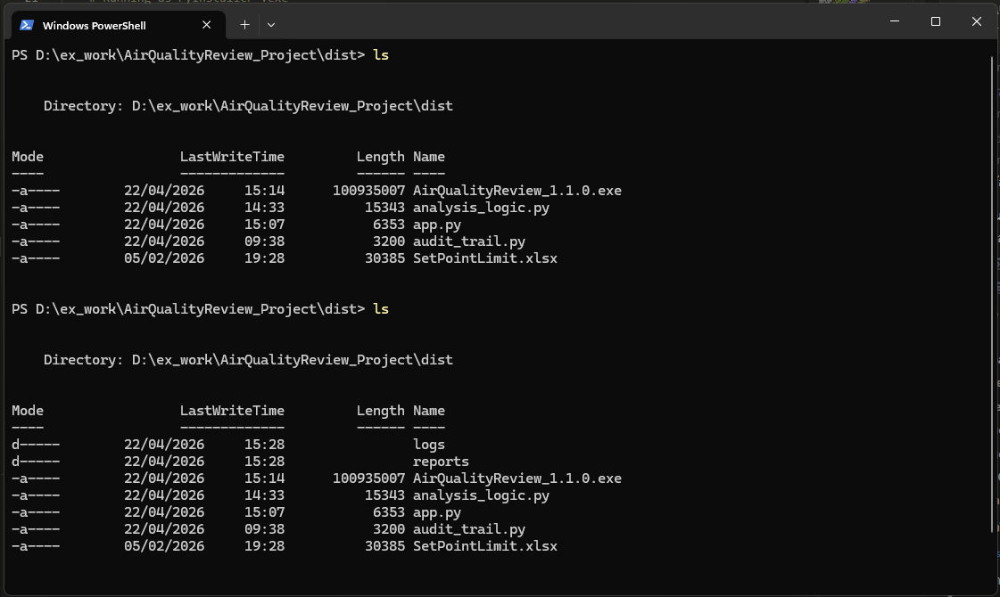 Windows PowerShell
PS D:\ex_work\AirQualityReview_Project\dist> ls
    Directory: D:\ex_work\AirQualityReview_Project\dist
Mode                 LastWriteTime         Length Name
----                 -------------         ------ ----
-a----        22/04/2026     15:14      100935007 AirQualityReview_1.1.0.exe
-a----        22/04/2026     14:33          15343 analysis_logic.py
-a----        22/04/2026     15:07           6353 app.py
-a----        22/04/2026     09:38           3200 audit_trail.py
-a----        05/02/2026     19:28          30385 SetPointLimit.xlsx
PS D:\ex_work\AirQualityReview_Project\dist> ls
    Directory: D:\ex_work\AirQualityReview_Project\dist
Mode                 LastWriteTime         Length Name
----                 -------------         ------ ----
d-----        22/04/2026     15:28                logs
d-----        22/04/2026     15:28                reports
-a----        22/04/2026     15:14      100935007 AirQualityReview_1.1.0.exe
-a----        22/04/2026     14:33          15343 analysis_logic.py
-a----        22/04/2026     15:07           6353 app.py
-a----        22/04/2026     09:38           3200 audit_trail.py
-a----        05/02/2026     19:28          30385 SetPointLimit.xlsx